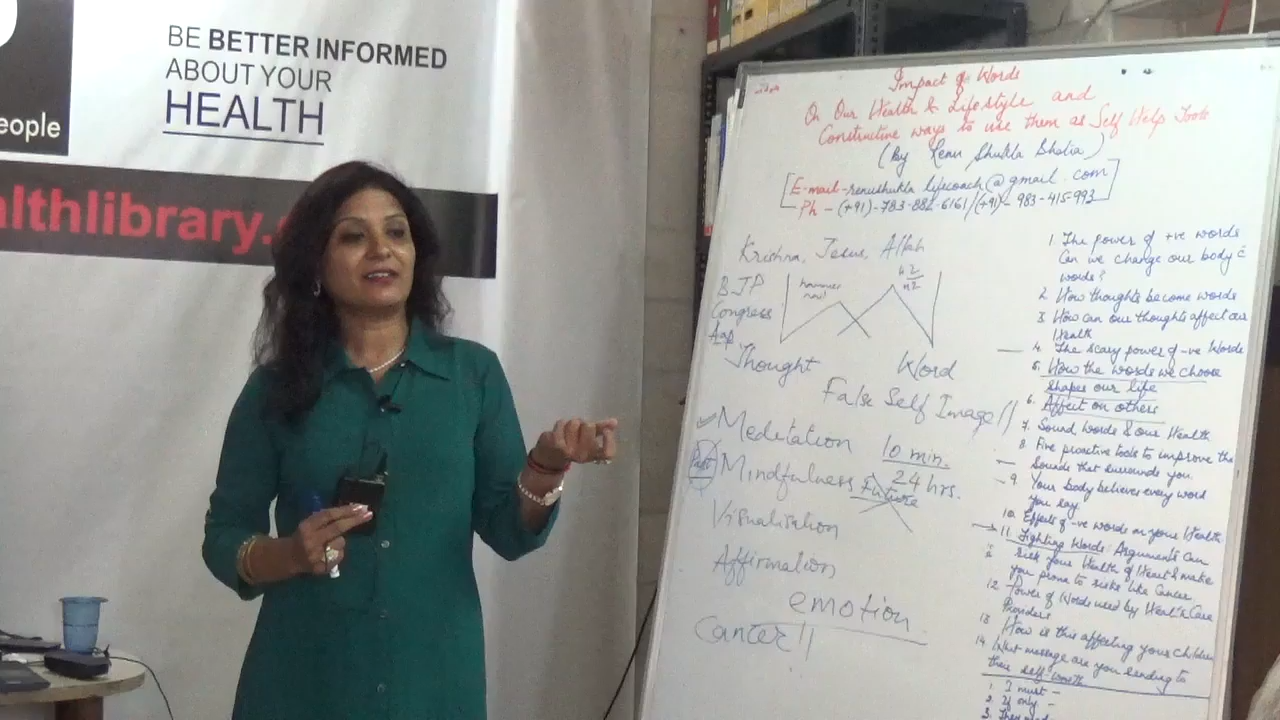 eople
BE BETTER INFORMED
ABOUT YOUR
HEALTH
althlibrary.
Impact of Words
On Our Health & Lifestyle and
Constructive ways to use them as Self Help Tools
(By Renu Shukla Bhatia)
E-mail - renushukla.lifecoach@gmail.com
Ph - (+91)-783-882-6161/(+91)- 983-415-993
Krishna, Jesus, Allah
BJP
Congress
Aap
hammer
nail
Thought Word
False Self Image!!
Meditation 10 min.
Past Mindfulness 24 hrs.
Future
Visualisation
Affirmation
emotion
Cancer!!
1. The power of +ve words
Can we change our body c̄
words?
2. How thoughts become words
3. How can our thoughts affect our
Health
4. The scary power of -ve Words
5. How the words we choose
shapes our life
6. Affect on others
7. Sound Words & our Health
8. Five proactive tools to improve the
Sounds that surrounds you
9. Your body believes every word
you say
10. Effects of -ve words on your Health
11. Fighting Words: Arguments can
sick your Health & Heart & make
you prone to risks like Cancer
12. Power of Words used by Health Care
Providers
13. How is this affecting your children
14. What message are you sending to
their self-worth
1. I must -
2. If only -
3. They